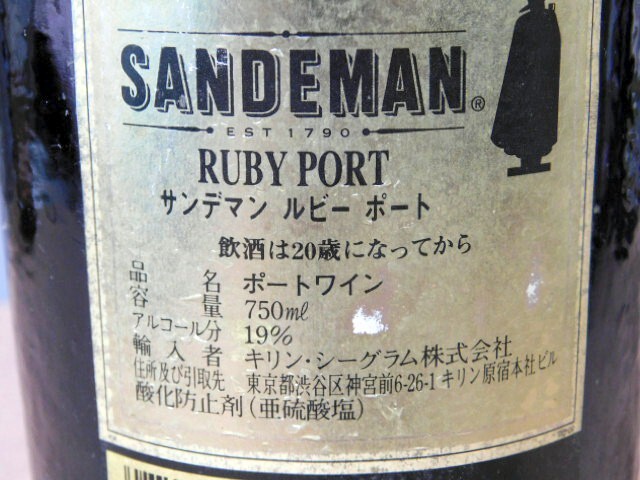 SANDEMAN®
EST 1790
RUBY PORT
サンデマン ルビー ポート
飲酒は20歳になってから
品名 ポートワイン
容量 750ml
アルコール分 19%
輸入者 キリン・シーグラム株式会社
住所及び引取先 東京都渋谷区神宮前6-26-1キリン原宿本社ビル
酸化防止剤(亜硫酸塩)